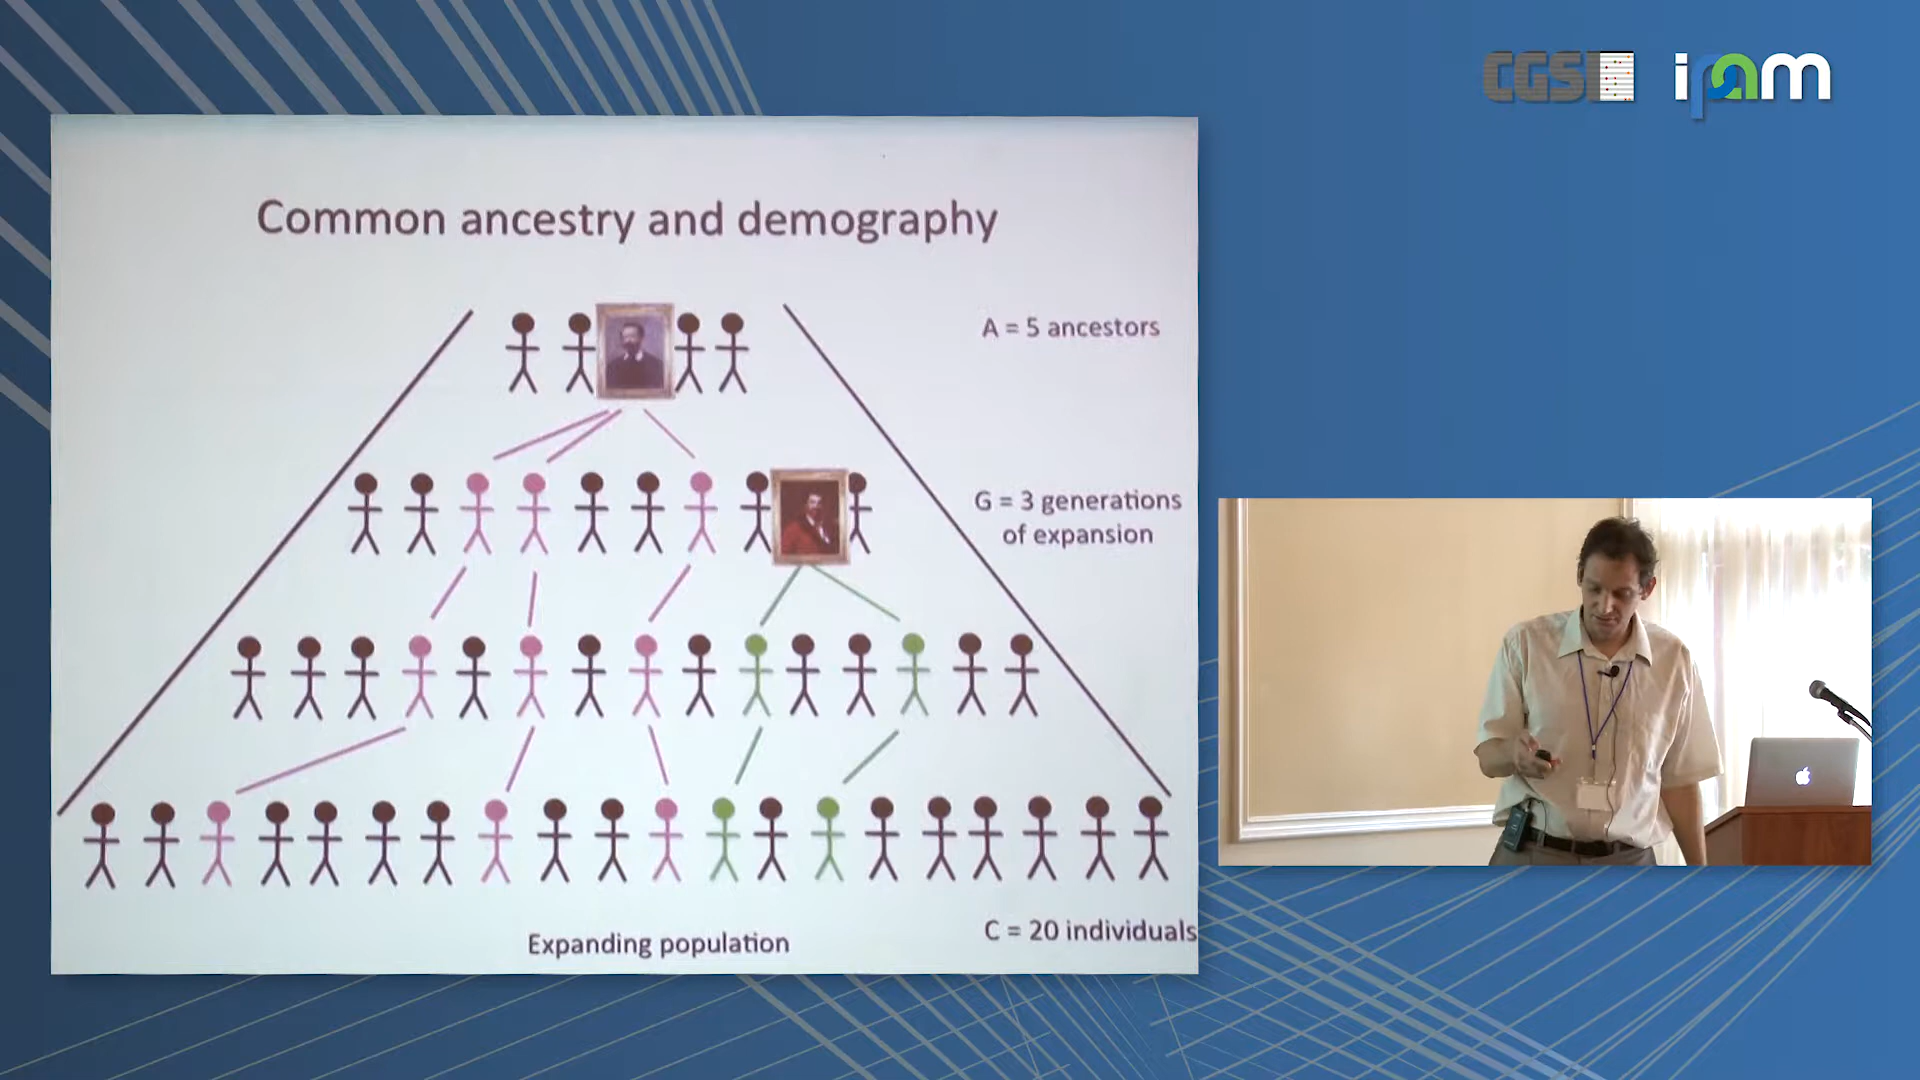 CGSI
ipam
Common ancestry and demography
A = 5 ancestors
G = 3 generations
of expansion
Expanding population
C = 20 individuals